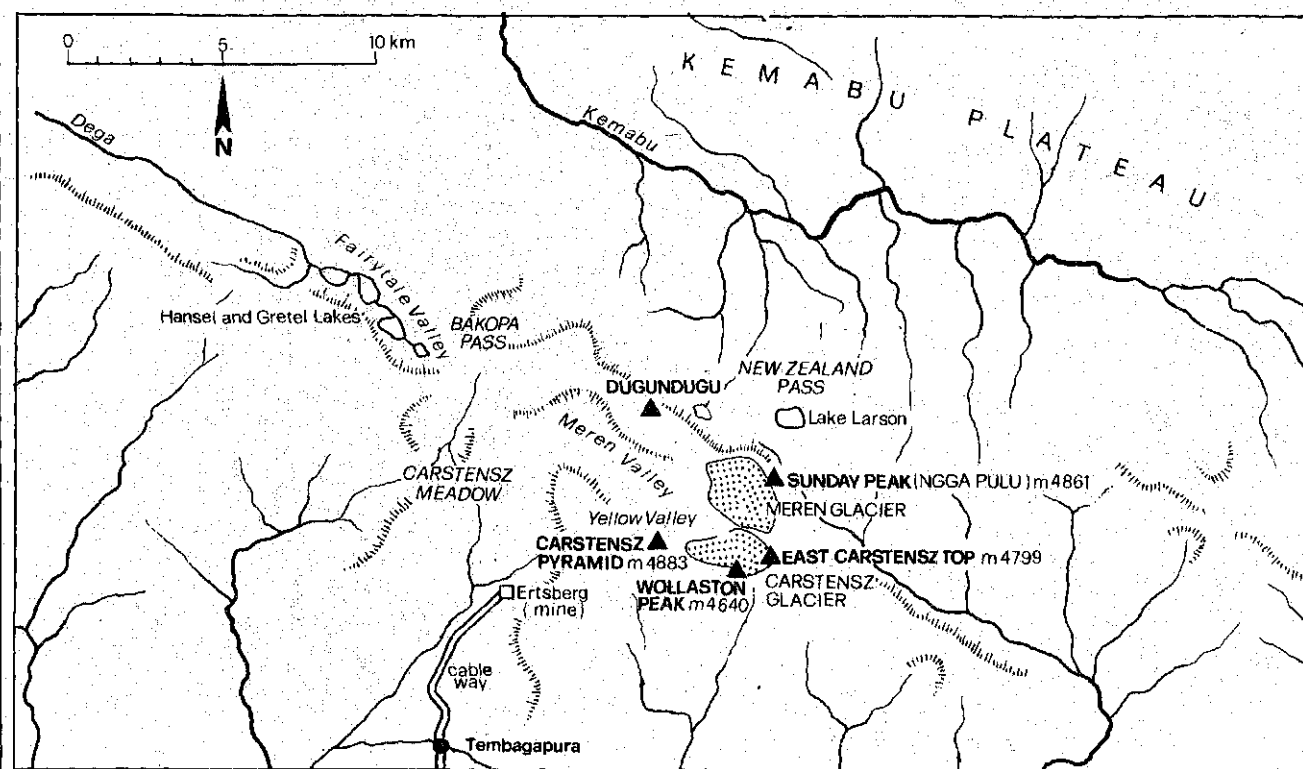 0 5 10 km
N
KEMABU PLATEAU
Dega
Kemabu
Fairytale Valley
Hansel and Gretel Lakes
BAKOPA
PASS
NEW ZEALAND
PASS
DUGUNDUGU
Lake Larson
Meren Valley
CARSTENSZ
MEADOW
SUNDAY PEAK (NGGA PULU) m 4861
MEREN GLACIER
Yellow Valley
CARSTENSZ
PYRAMID m 4883
EAST CARSTENSZ TOP m 4799
WOLLASTON
PEAK m 4640
CARSTENSZ
GLACIER
Ertsberg
(mine)
cable
way
Tembagapura